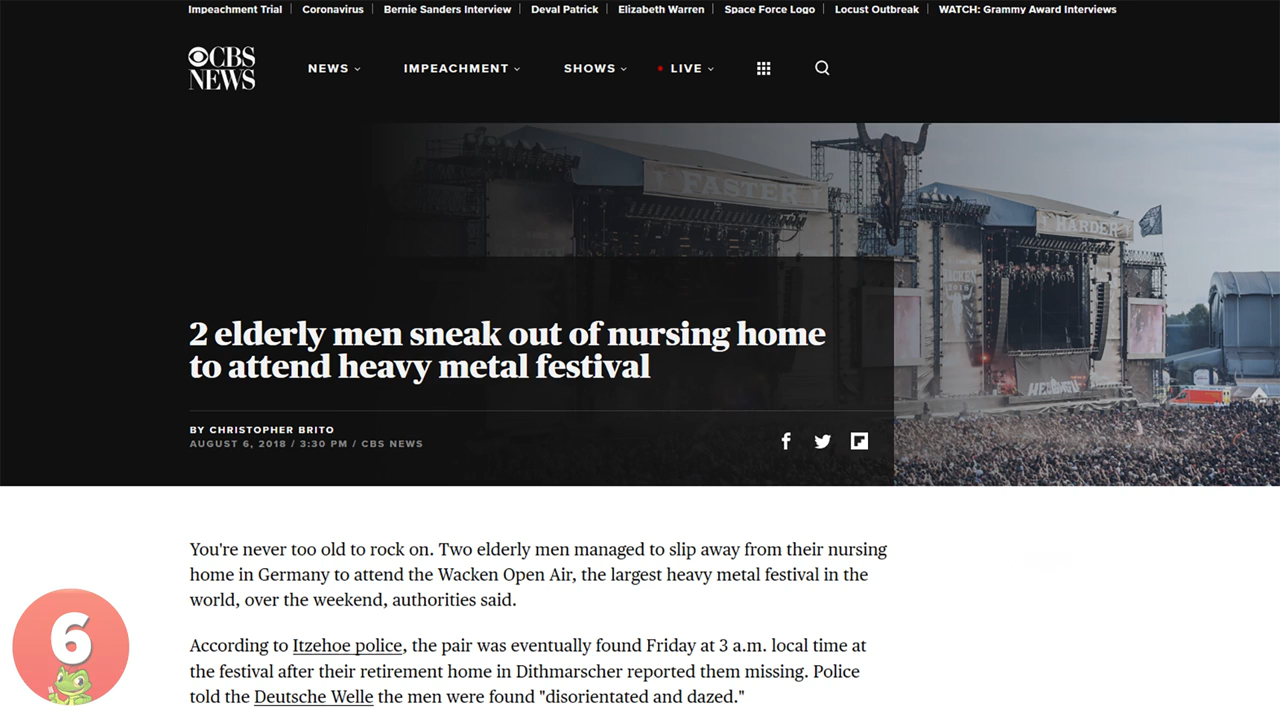 Impeachment Trial Coronavirus Bernie Sanders Interview Deval Patrick Elizabeth Warren Space Force Logo Locust Outbreak WATCH: Grammy Award Interviews
CBS
NEWS
NEWS IMPEACHMENT SHOWS LIVE
FASTER
HARDER
2 elderly men sneak out of nursing home
to attend heavy metal festival
BY CHRISTOPHER BRITO
AUGUST 6, 2018 / 3:30 PM / CBS NEWS
You're never too old to rock on. Two elderly men managed to slip away from their nursing
home in Germany to attend the Wacken Open Air, the largest heavy metal festival in the
world, over the weekend, authorities said.
According to Itzehoe police, the pair was eventually found Friday at 3 a.m. local time at
the festival after their retirement home in Dithmarscher reported them missing. Police
told the Deutsche Welle the men were found "disorientated and dazed."
6